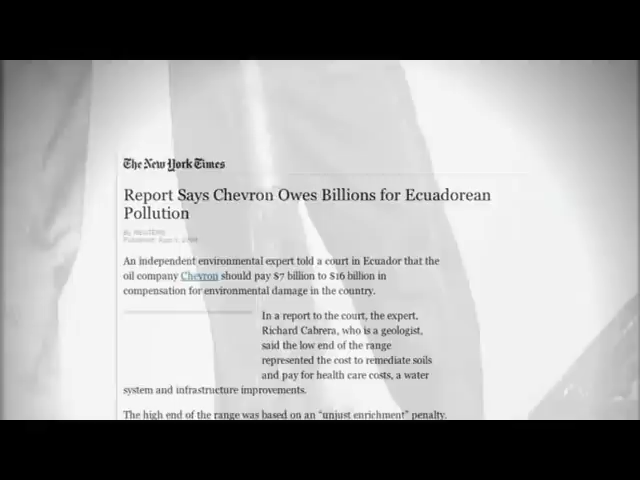 The New York Times
Report Says Chevron Owes Billions for Ecuadorean
Pollution
By REUTERS
An independent environmental expert told a court in Ecuador that the
oil company Chevron should pay $7 billion to $16 billion in
compensation for environmental damage in the country.
In a report to the court, the expert,
Richard Cabrera, who is a geologist,
said the low end of the range
represented the cost to remediate soils
and pay for health care costs, a water
system and infrastructure improvements.
The high end of the range was based on an “unjust enrichment” penalty.